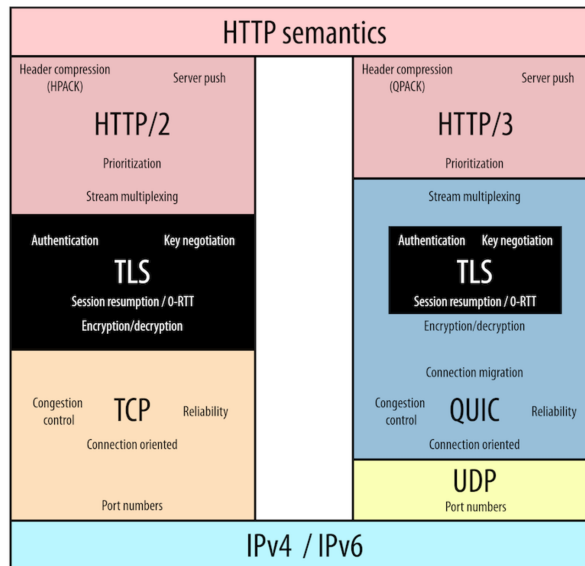 HTTP semantics
Header compression
(HPACK)
Server push
HTTP/2
Prioritization
Stream multiplexing
Authentication
Key negotiation
TLS
Session resumption / 0-RTT
Encryption/decryption
Congestion
control
TCP
Reliability
Connection oriented
Port numbers
Header compression
(QPACK)
Server push
HTTP/3
Prioritization
Stream multiplexing
Authentication
Key negotiation
TLS
Session resumption / 0-RTT
Encryption/decryption
Connection migration
Congestion
control
QUIC
Reliability
Connection oriented
UDP
Port numbers
IPv4 / IPv6